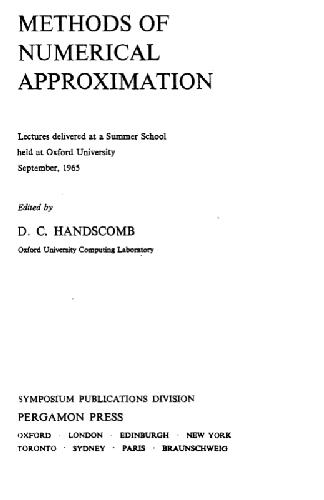 METHODS OF
NUMERICAL
APPROXIMATION
Lectures delivered at a Summer School
held at Oxford University
September, 1965
Edited by
D. C. HANDSCOMB
Oxford University Computing Laboratory
SYMPOSIUM PUBLICATIONS DIVISION
PERGAMON PRESS
OXFORD · LONDON · EDINBURGH · NEW YORK
TORONTO · SYDNEY · PARIS · BRAUNSCHWEIG